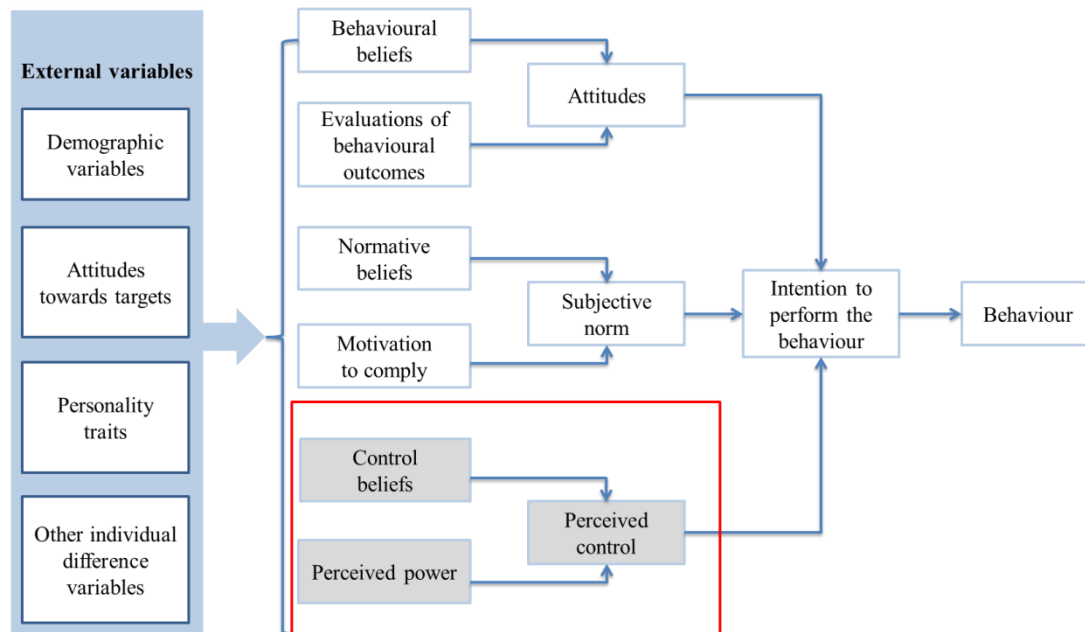 External variables
Demographic
variables
Attitudes
towards targets
Personality
traits
Other individual
difference
variables
Behavioural
beliefs
Evaluations of
behavioural
outcomes
Normative
beliefs
Motivation
to comply
Control
beliefs
Perceived power
Attitudes
Subjective
norm
Perceived
control
Intention to
perform the
behaviour
Behaviour